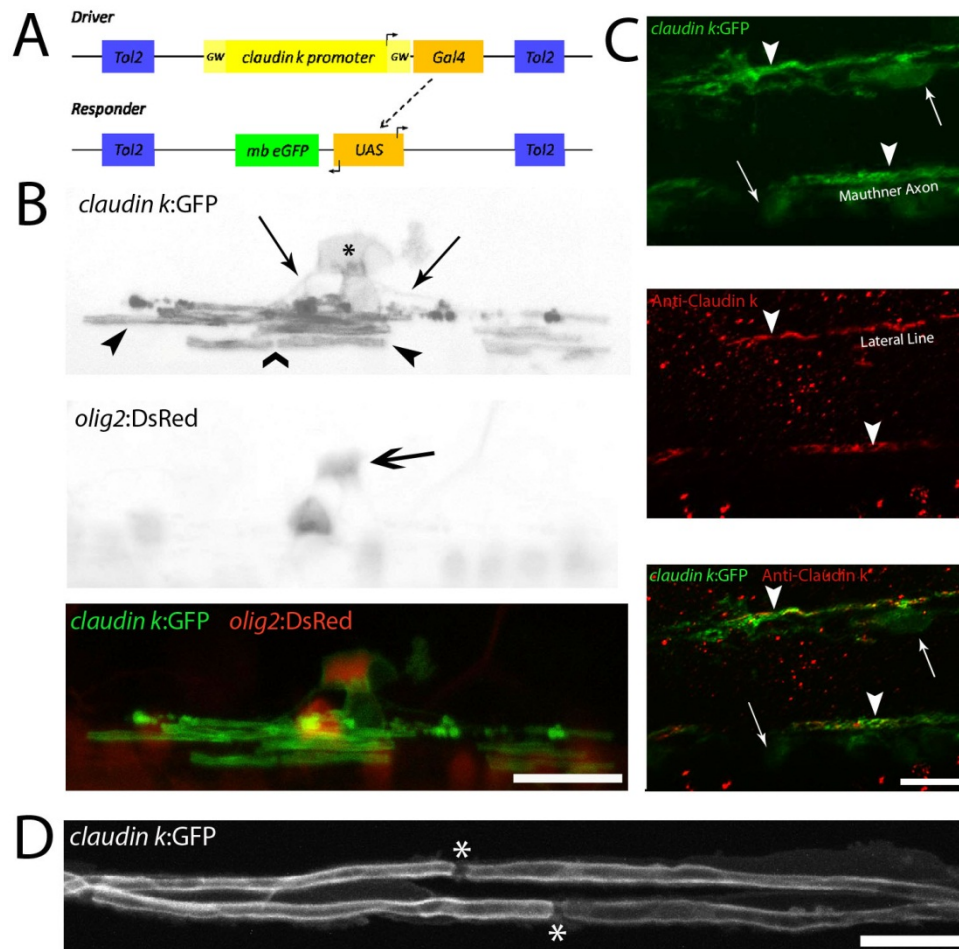 A
Driver
Tol2 GW claudin k promoter GW Gal4 Tol2
Responder
Tol2 mb eGFP UAS Tol2
B
claudin k:GFP
*
olig2:DsRed
claudin k:GFP olig2:DsRed
C
claudin k:GFP
Mauthner Axon
Anti-Claudin k
Lateral Line
claudin k:GFP Anti-Claudin k
D
claudin k:GFP
*
*